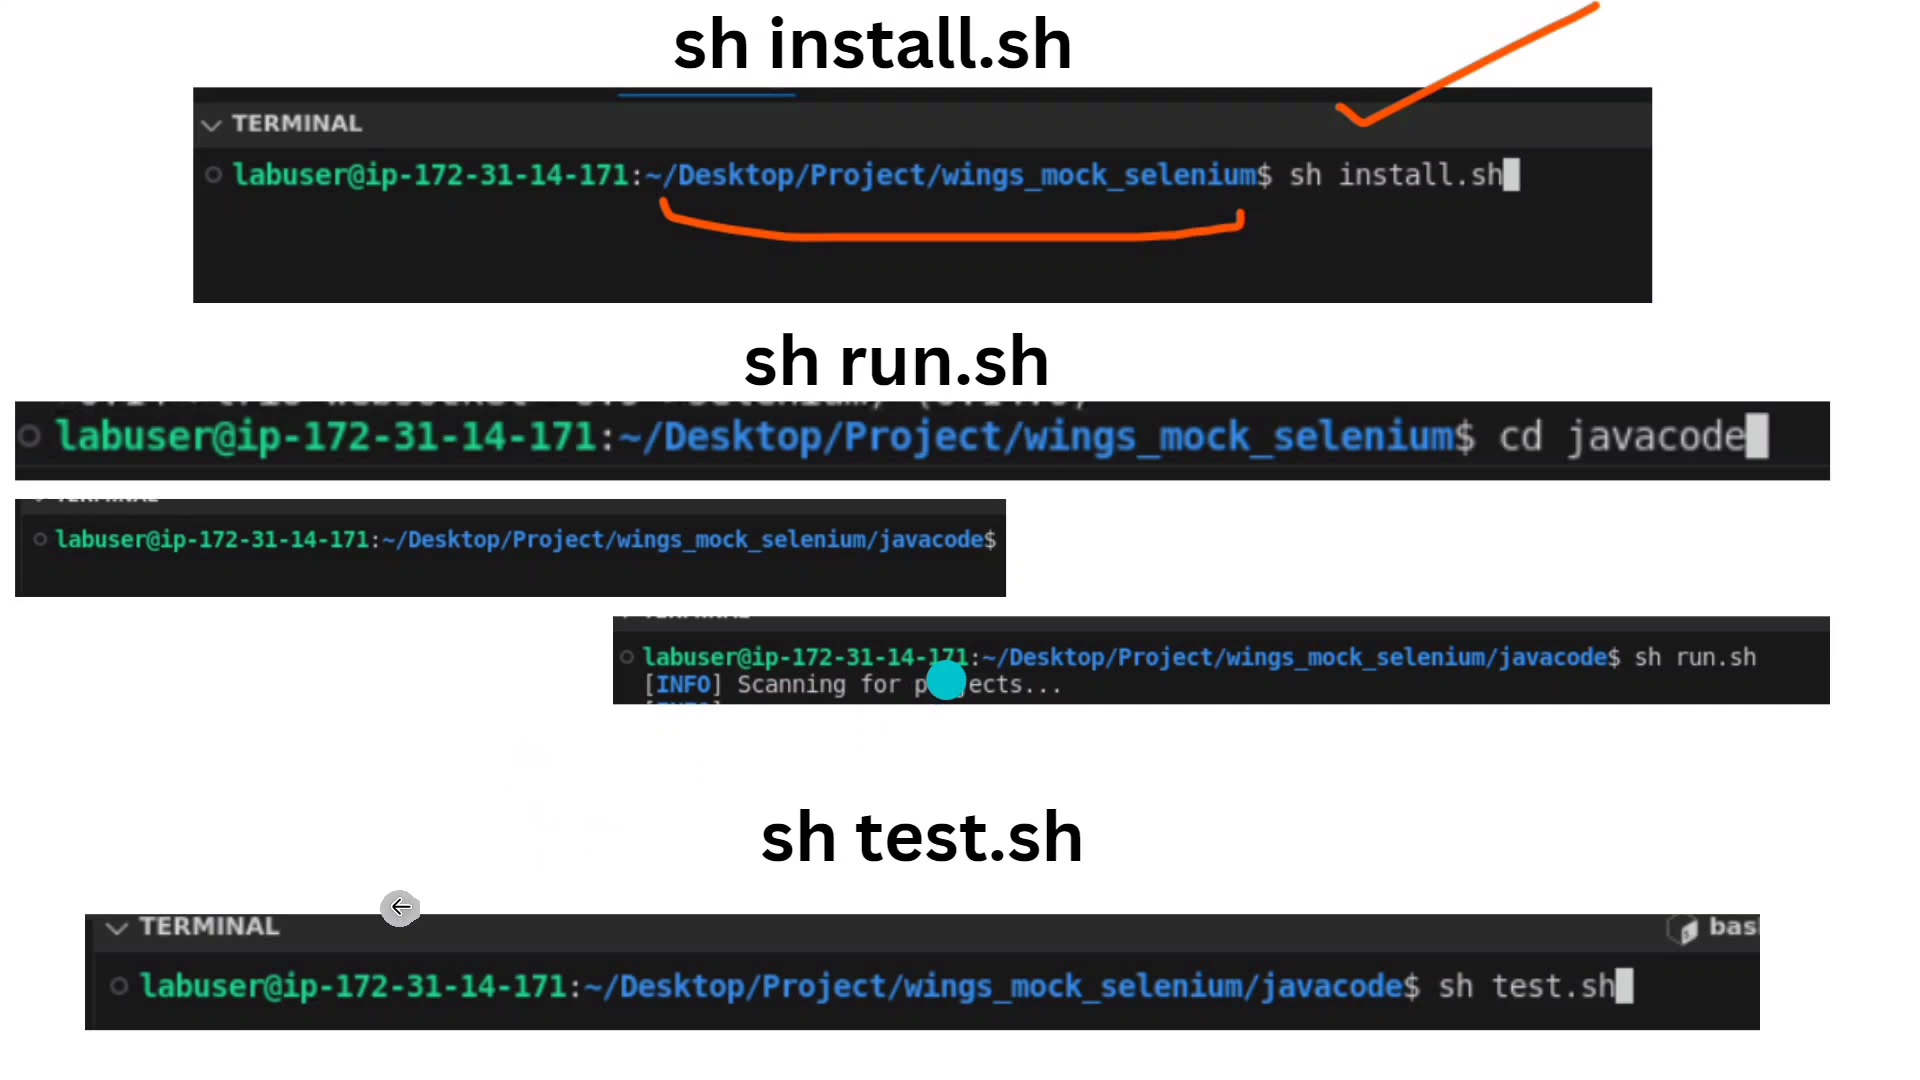 sh install.sh
TERMINAL
labuser@ip-172-31-14-171:~/Desktop/Project/wings_mock_selenium$ sh install.sh
sh run.sh
labuser@ip-172-31-14-171:~/Desktop/Project/wings_mock_selenium$ cd javacode
labuser@ip-172-31-14-171:~/Desktop/Project/wings_mock_selenium/javacode$
labuser@ip-172-31-14-171:~/Desktop/Project/wings_mock_selenium/javacode$ sh run.sh
[INFO] Scanning for projects...
sh test.sh
TERMINAL
bas
labuser@ip-172-31-14-171:~/Desktop/Project/wings_mock_selenium/javacode$ sh test.sh